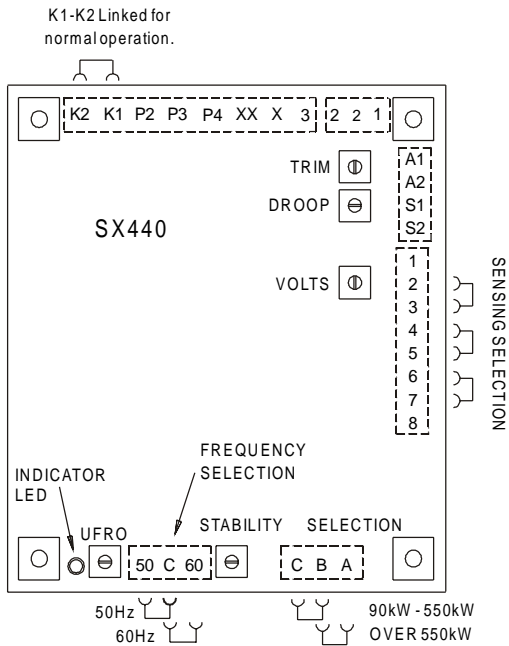 K1-K2 Linked for
normal operation.
K2 K1 P2 P3 P4 XX X 3 2 2 1
TRIM
DROOP
A1
A2
S1
S2
SX440
VOLTS
1
2
3
4
5
6
7
8
SENSING SELECTION
FREQUENCY
SELECTION
INDICATOR
LED
UFRO
STABILITY
SELECTION
50 C 60
C B A
50Hz
60Hz
90kW - 550kW
OVER 550kW